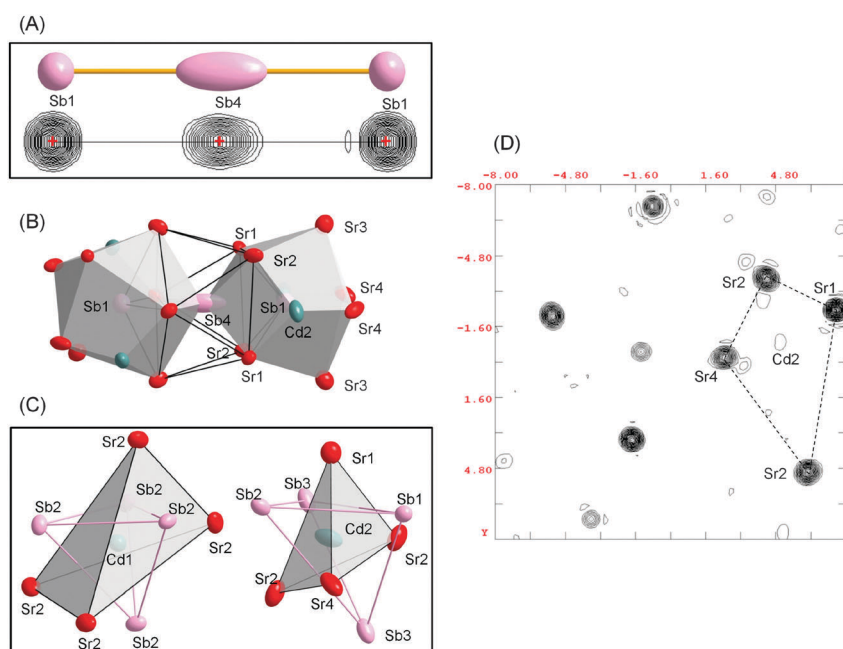 (A)
Sb1 Sb4 Sb1
(B)
Sr1 Sr3
Sr2
Sb1 Sb4 Sb1 Sr4
Cd2 Sr4
Sr2
Sr1 Sr3
(C)
Sr2
Sb2 Sb2 Sb2
Cd1 Sr2
Sr2
Sr2 Sb2
Sr1
Sb3
Sb2 Sb1
Cd2
Sr2
Sr2 Sr4
Sb3
(D)
-8.00 -4.80 -1.60 1.60 4.80
-8.00
-4.80
Sr2 Sr1
-1.60
Sr4 Cd2
1.60
4.80 Sr2
Y